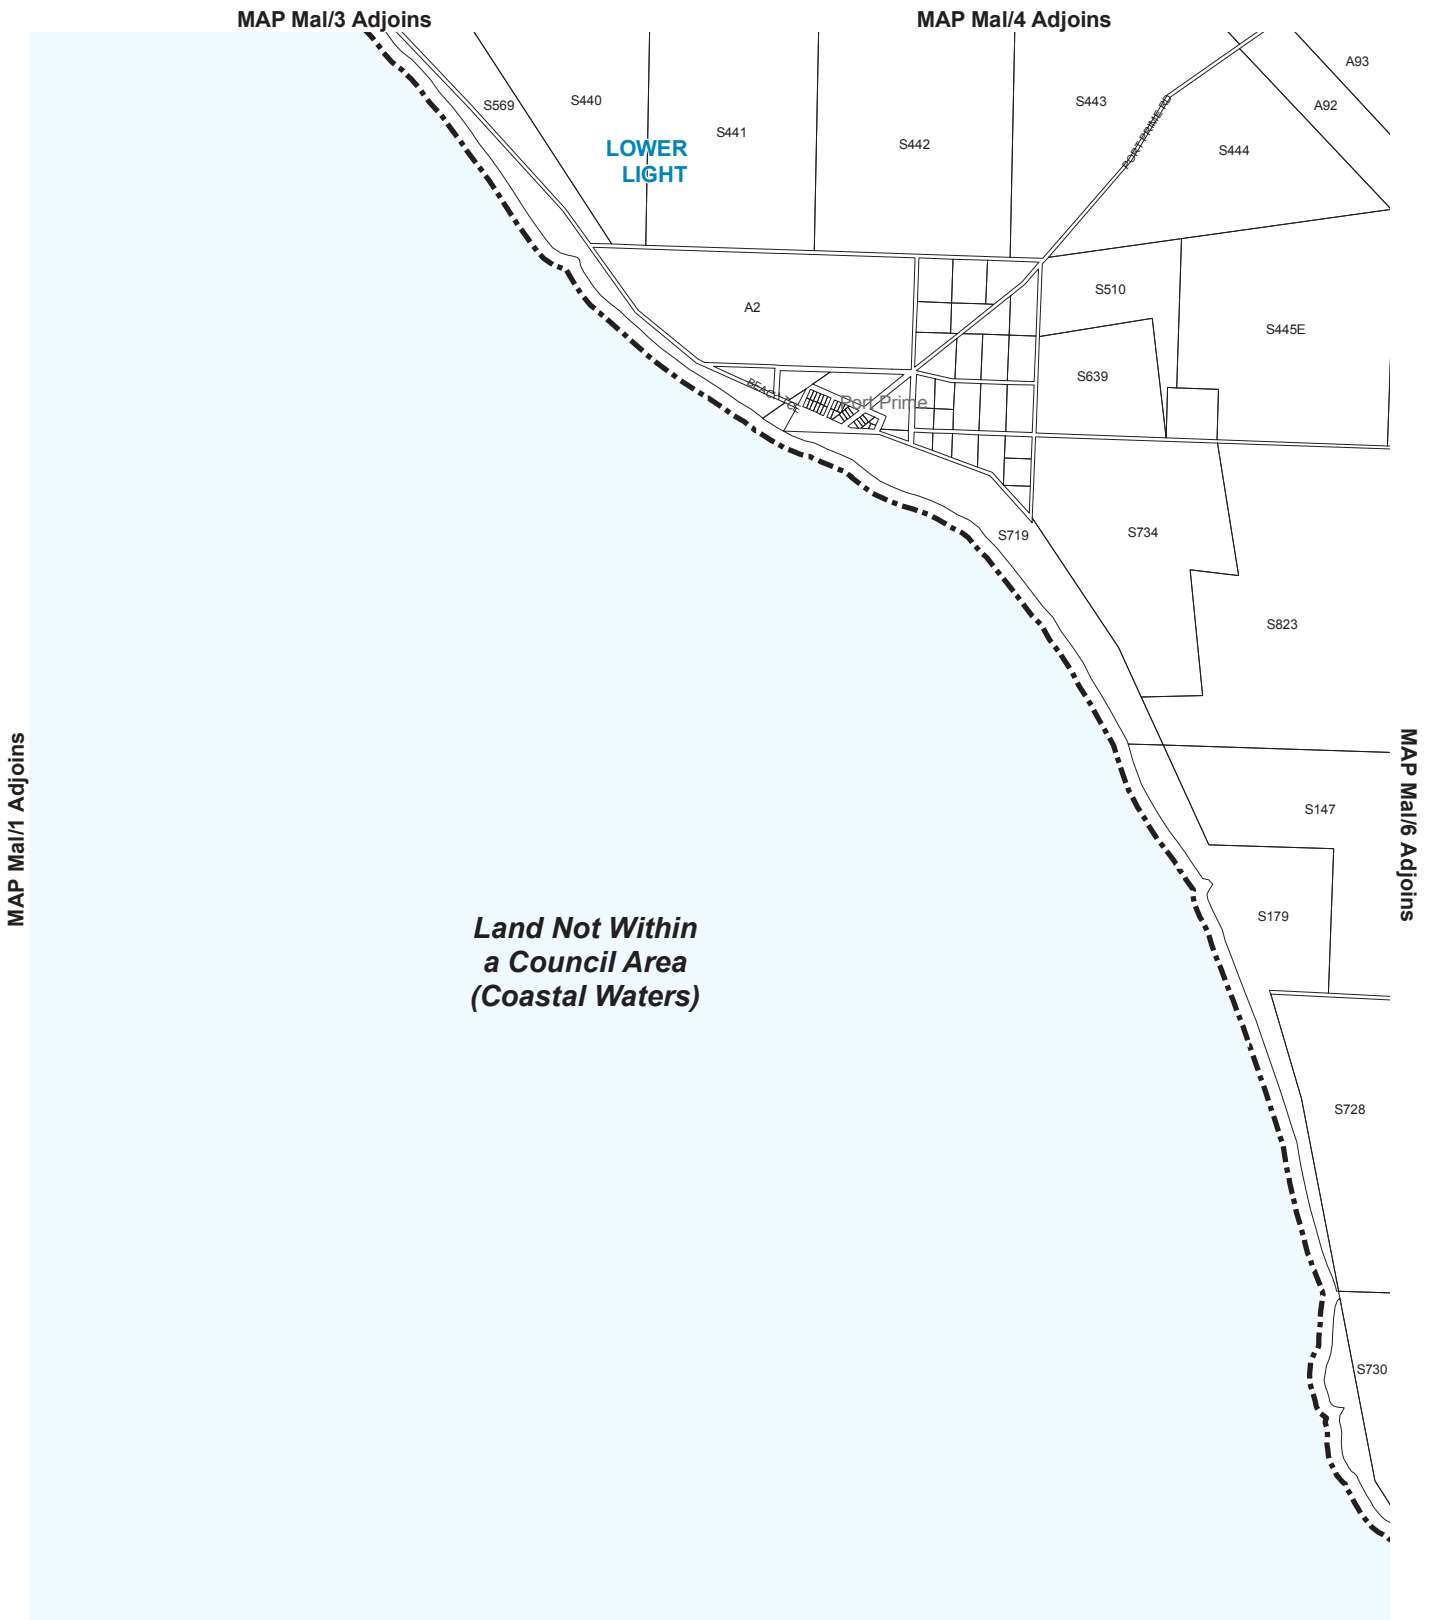 MAP Mal/3 Adjoins
MAP Mal/4 Adjoins
A93
S569
S440
S443
A92
S441
PORT PRIME RD
S442
LOWER
LIGHT
S444
S510
A2
S445E
S639
BEACH
Port Prime
S719
S734
S823
MAP Mal/1 Adjoins
MAP Mal/6 Adjoins
S147
S179
Land Not Within
a Council Area
(Coastal Waters)
S728
S730